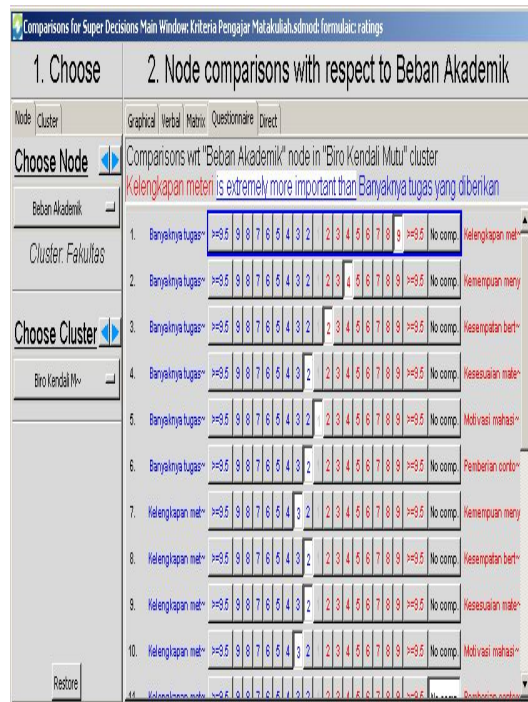 Comparisons for Super Decisions Main Window: Kriteria Pengajar Matakuliah.sdmod: formulaic: ratings
1. Choose
2. Node comparisons with respect to Beban Akademik
Node Cluster
Graphical Verbal Matrix Questionnaire Direct
Choose Node
Beban Akademik
Cluster: Fakultas
Choose Cluster
Biro Kendali M~
Restore
Comparisons wrt "Beban Akademik" node in "Biro Kendali Mutu" cluster
Kelengkapan meteri is extremely more important than Banyaknya tugas yang diberikan
1. Banyaknya tugas~ >=9.5 9 8 7 6 5 4 3 2 1 2 3 4 5 6 7 8 9 >=9.5 No comp. Kelengkapan met~
2. Banyaknya tugas~ >=9.5 9 8 7 6 5 4 3 2 1 2 3 4 5 6 7 8 9 >=9.5 No comp. Kemempuan meny
3. Banyaknya tugas~ >=9.5 9 8 7 6 5 4 3 2 1 2 3 4 5 6 7 8 9 >=9.5 No comp. Kesempatan bert~
4. Banyaknya tugas~ >=9.5 9 8 7 6 5 4 3 2 1 2 3 4 5 6 7 8 9 >=9.5 No comp. Kesesuaian mate~
5. Banyaknya tugas~ >=9.5 9 8 7 6 5 4 3 2 1 2 3 4 5 6 7 8 9 >=9.5 No comp. Motivasi mahasi~
6. Banyaknya tugas~ >=9.5 9 8 7 6 5 4 3 2 1 2 3 4 5 6 7 8 9 >=9.5 No comp. Pemberian conto~
7. Kelengkapan met~ >=9.5 9 8 7 6 5 4 3 2 1 2 3 4 5 6 7 8 9 >=9.5 No comp. Kemempuan meny
8. Kelengkapan met~ >=9.5 9 8 7 6 5 4 3 2 1 2 3 4 5 6 7 8 9 >=9.5 No comp. Kesempatan bert~
9. Kelengkapan met~ >=9.5 9 8 7 6 5 4 3 2 1 2 3 4 5 6 7 8 9 >=9.5 No comp. Kesesuaian mate~
10. Kelengkapan met~ >=9.5 9 8 7 6 5 4 3 2 1 2 3 4 5 6 7 8 9 >=9.5 No comp. Motivasi mahasi~